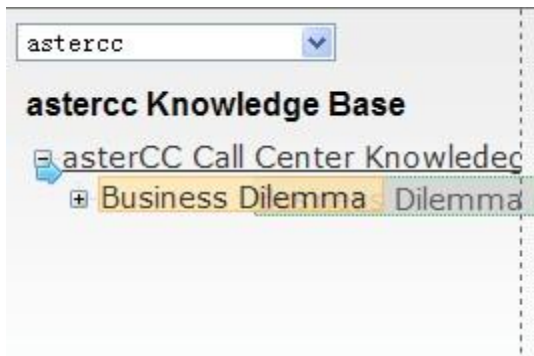 astercc
astercc Knowledge Base
asterCC Call Center Knowledeg
Business Dilemma
Dilemma